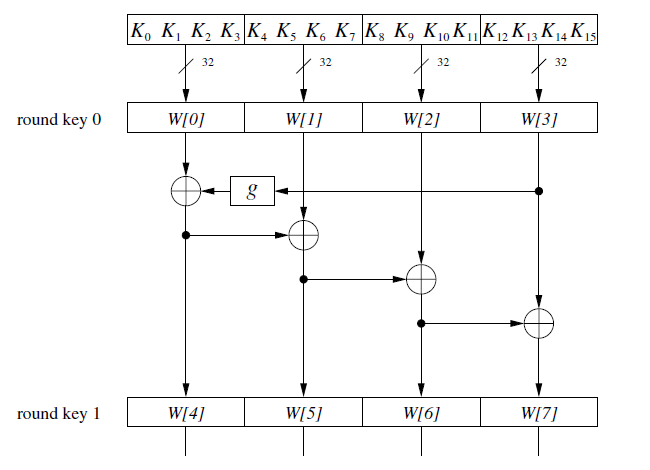 K₀ K₁ K₂ K₃ K₄ K₅ K₆ K₇ K₈ K₉ K₁₀ K₁₁ K₁₂ K₁₃ K₁₄ K₁₅
32 32 32 32
round key 0 W[0] W[1] W[2] W[3]
g
round key 1 W[4] W[5] W[6] W[7]